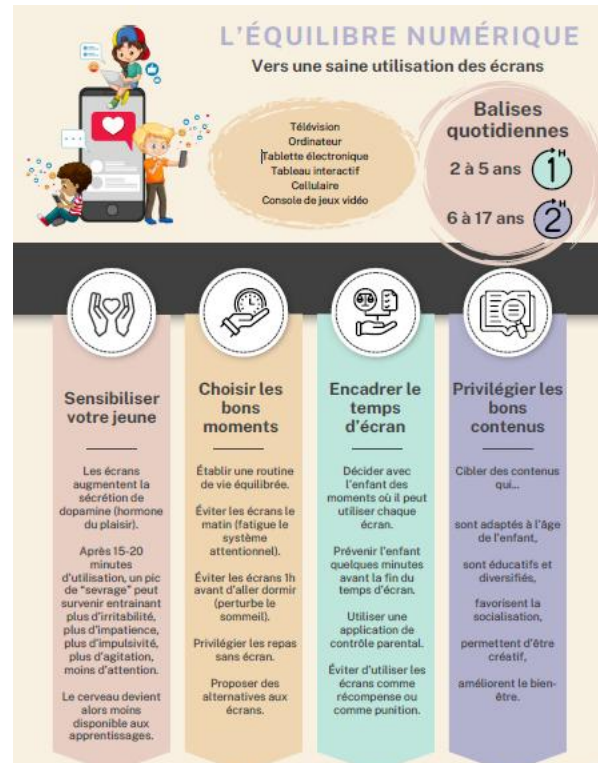 L'ÉQUILIBRE NUMÉRIQUE
Vers une saine utilisation des écrans
Télévision
Ordinateur
Tablette électronique
Tableau interactif
Cellulaire
Console de jeux vidéo
Balises
quotidiennes
2 à 5 ans 1 H
6 à 17 ans 2 H
Sensibiliser
votre jeune
Les écrans
augmentent la
sécrétion de
dopamine (hormone
du plaisir).
Après 15-20
minutes
d'utilisation, un pic
de "sevrage" peut
survenir entrainant
plus d'irritabilité,
plus d'impatience,
plus d'impulsivité,
plus d'agitation,
moins d'attention.
Le cerveau devient
alors moins
disponible aux
apprentissages.
Choisir les
bons
moments
Établir une routine
de vie équilibrée.
Éviter les écrans le
matin (fatigue le
système
attentionnel).
Éviter les écrans 1h
avant d'aller dormir
(perturbe le
sommeil).
Privilégier les repas
sans écran.
Proposer des
alternatives aux
écrans.
Encadrer le
temps
d'écran
Décider avec
l'enfant des
moments où il peut
utiliser chaque
écran.
Prévenir l'enfant
quelques minutes
avant la fin du
temps d'écran.
Utiliser une
application de
contrôle parental.
Éviter d'utiliser les
écrans comme
récompense ou
comme punition.
Privilégier les
bons
contenus
Cibler des contenus
qui...
sont adaptés à l'âge
de l'enfant,
sont éducatifs et
diversifiés,
favorisent la
socialisation,
permettent d'être
créatif,
améliorent le bien-
être.